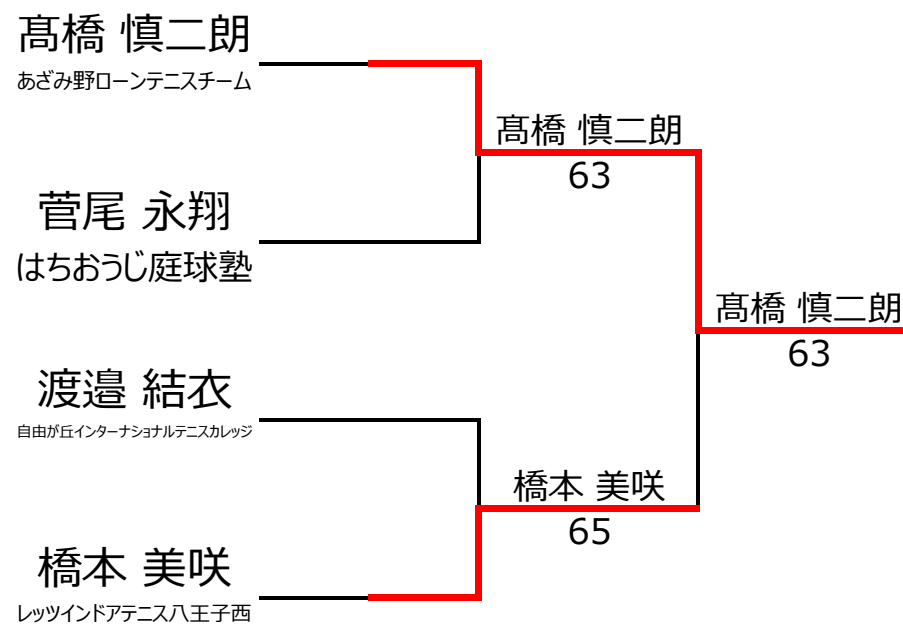 髙橋 慎二朗
あざみ野ローンテニスチーム
髙橋 慎二朗
63
菅尾 永翔
はちおうじ庭球塾
髙橋 慎二朗
63
渡邉 結衣
自由が丘インターナショナルテニスカレッジ
橋本 美咲
65
橋本 美咲
レッツインドアテニス八王子西